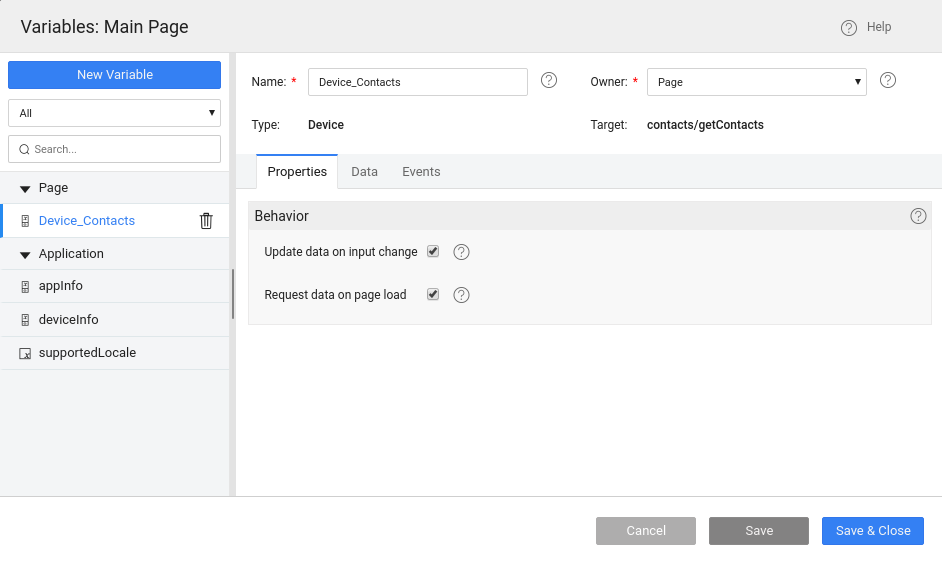 Variables: Main Page
Help
New Variable
All
Search...
Page
Device_Contacts
Application
appInfo
deviceInfo
supportedLocale
Name: * Device_Contacts ? Owner: * Page ?
Type: Device Target: contacts/getContacts
Properties Data Events
Behavior ?
Update data on input change ?
Request data on page load ?
Cancel Save Save & Close